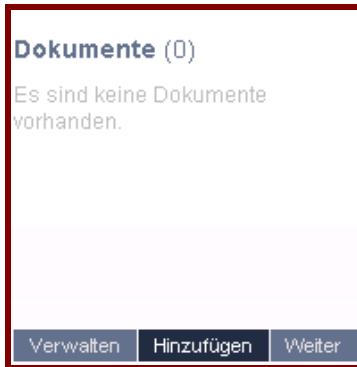 Dokumente (0)
Es sind keine Dokumente
vorhanden.
Verwalten Hinzufügen Weiter